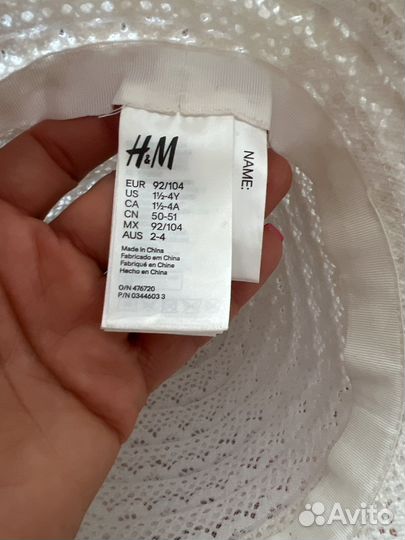 H&M
EUR 92/104
US 1½-4Y
CA 1½-4A
CN 50-51
MX 92/104
AUS 2-4
Made in China
Fabricado em China
Fabriqué en Chine
Hecho en China
O/N 476720
P/N 0344603 3
NAME:
Avito